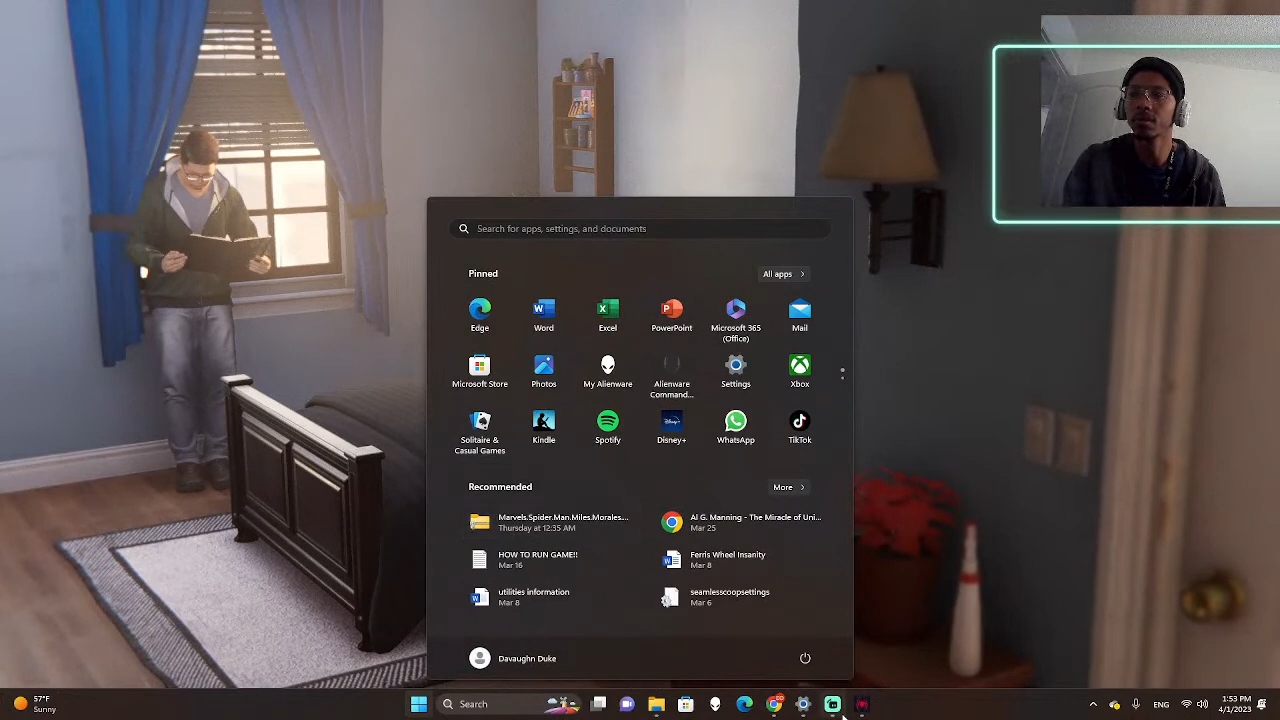 Search for apps, settings, and documents
Pinned
All apps
Edge
Word
Excel
PowerPoint
Microsoft 365
(Office)
Mail
Microsoft Store
Photos
My Alienware
Alienware
Command...
Settings
Xbox
Solitaire &
Casual Games
Kindle
Spotify
Disney+
WhatsApp
TikTok
Recommended
More
Marvels.Spider.Man.Miles.Morales...
Thursday at 12:35 AM
Al G. Manning - The Miracle of Uni...
Mar 25
HOW TO RUN GAME!!
Mar 16
Ferris Wheel Insanity
Mar 8
utilities information
Mar 8
seamlesscoopsettings
Mar 6
Davaughn Duke
57°F
Sunny
Search
ENG
1:53 PM
4/1/2023